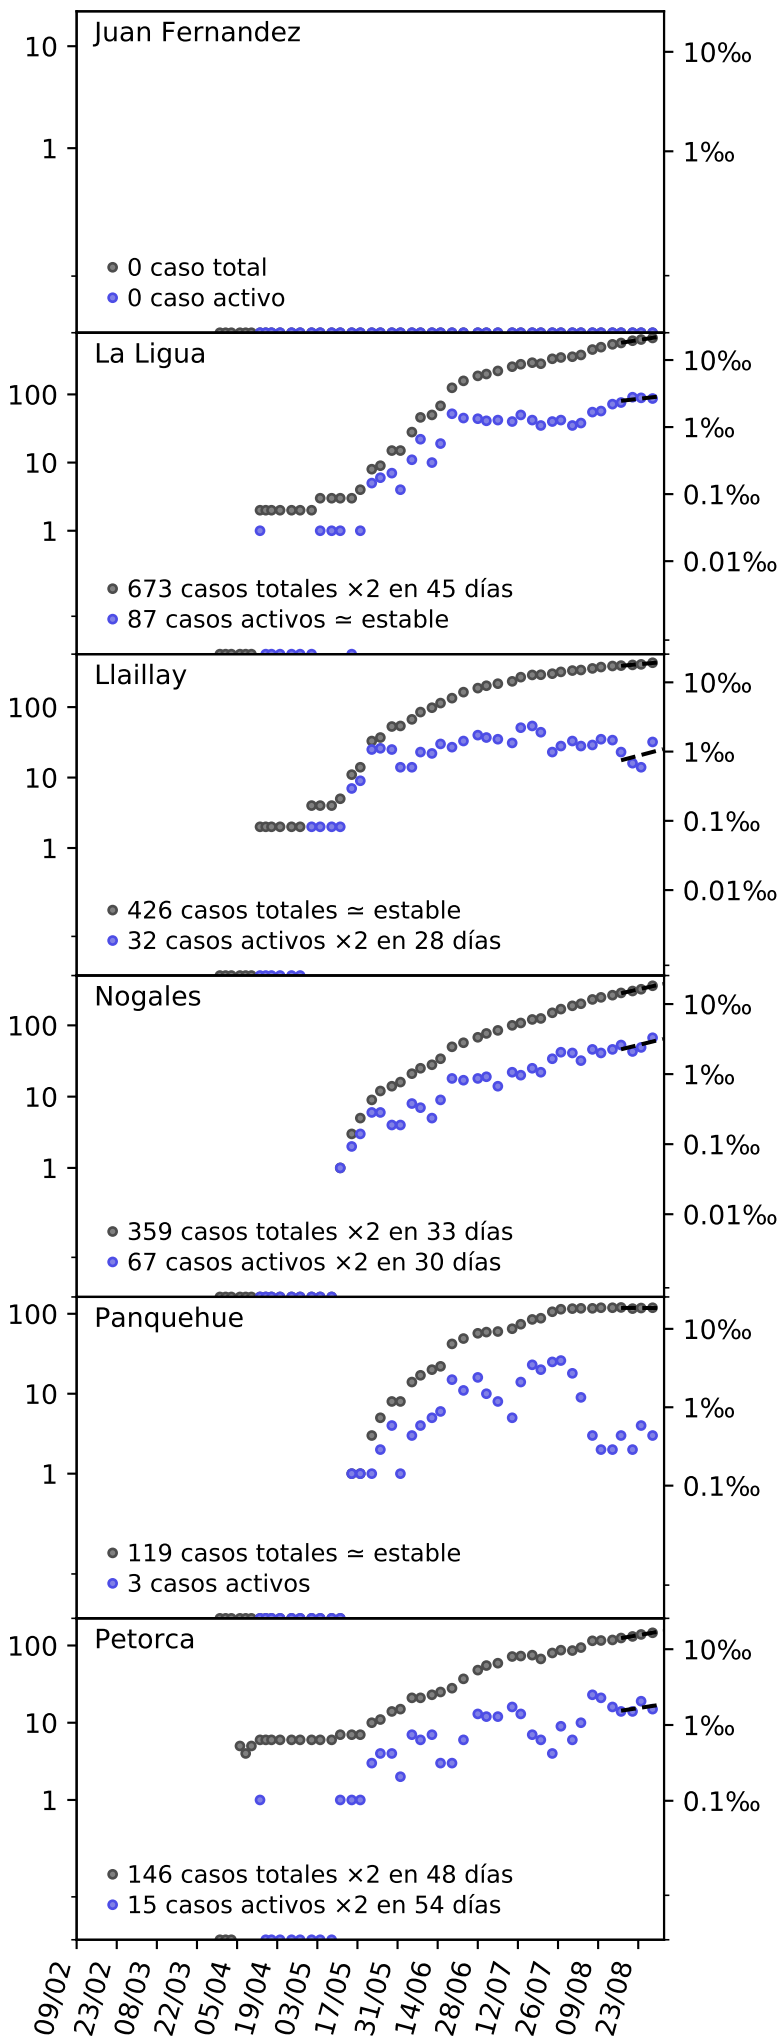 Juan Fernandez
10
10‰
1
1‰
0 caso total
0 caso activo
La Ligua
100
10‰
1‰
10
0.1‰
1
0.01‰
673 casos totales ×2 en 45 días
87 casos activos ≃ estable
Llaillay
10‰
100
1‰
10
0.1‰
1
0.01‰
426 casos totales ≃ estable
32 casos activos ×2 en 28 días
Nogales
10‰
100
1‰
10
0.1‰
1
0.01‰
359 casos totales ×2 en 33 días
67 casos activos ×2 en 30 días
100
Panquehue
10‰
10
1‰
1
0.1‰
119 casos totales ≃ estable
3 casos activos
Petorca
100
10‰
10
1‰
1
0.1‰
146 casos totales ×2 en 48 días
15 casos activos ×2 en 54 días
09/02
23/02
08/03
22/03
05/04
19/04
03/05
17/05
31/05
14/06
28/06
12/07
26/07
09/08
23/08